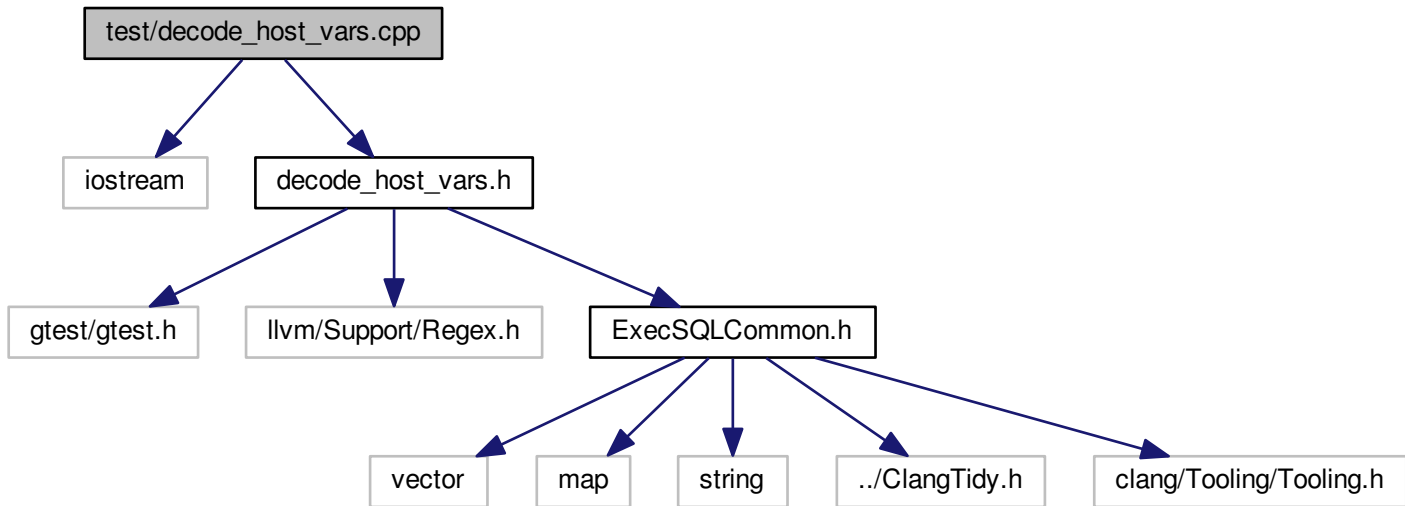 test/decode_host_vars.cpp
iostream
decode_host_vars.h
gtest/gtest.h
llvm/Support/Regex.h
ExecSQLCommon.h
vector
map
string
../ClangTidy.h
clang/Tooling/Tooling.h